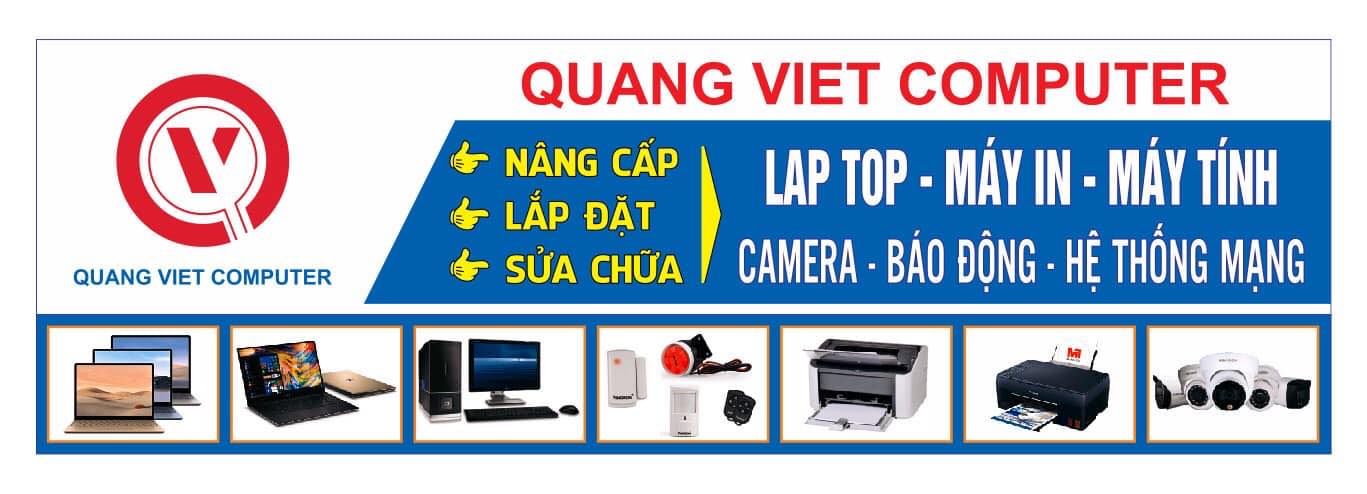 V
QUANG VIET COMPUTER
QUANG VIET COMPUTER
NÂNG CẤP
LẮP ĐẶT
SỬA CHỮA
LAP TOP - MÁY IN - MÁY TÍNH
CAMERA - BÁO ĐỘNG - HỆ THỐNG MẠNG